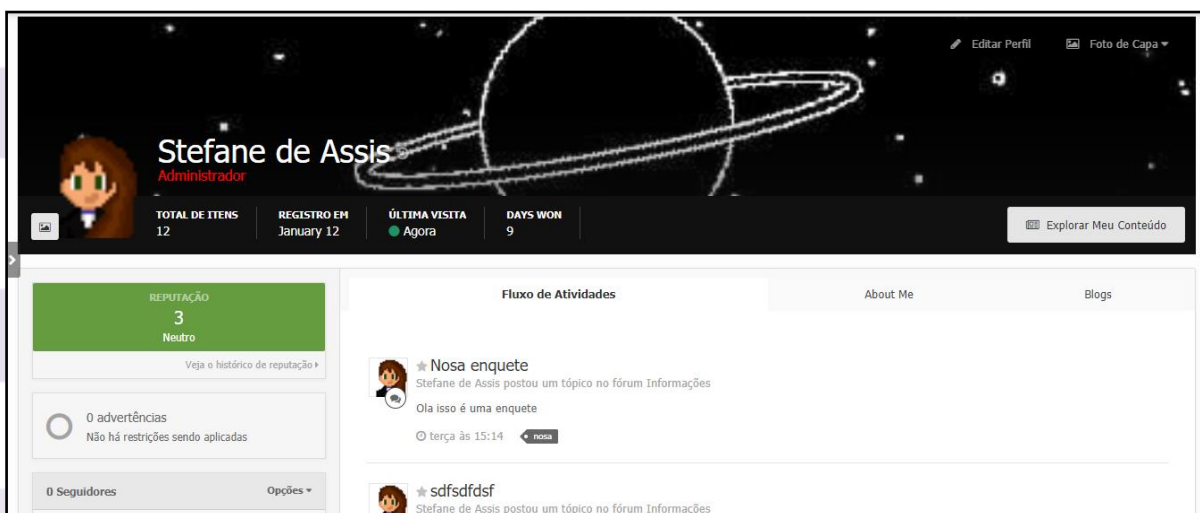 Editar Perfil
Foto de Capa
Stefane de Assis
Administrador
TOTAL DE ITENS
12
REGISTRO EM
January 12
ÚLTIMA VISITA
Agora
DAYS WON
9
Explorar Meu Conteúdo
REPUTAÇÃO
3
Neutro
Veja o histórico de reputação
0 advertências
Não há restrições sendo aplicadas
0 Seguidores
Opções
Fluxo de Atividades
About Me
Blogs
Nosa enquete
Stefane de Assis postou um tópico no fórum Informações
Ola isso é uma enquete
terça às 15:14
nosa
sdfsdfdsf
Stefane de Assis postou um tópico no fórum Informações